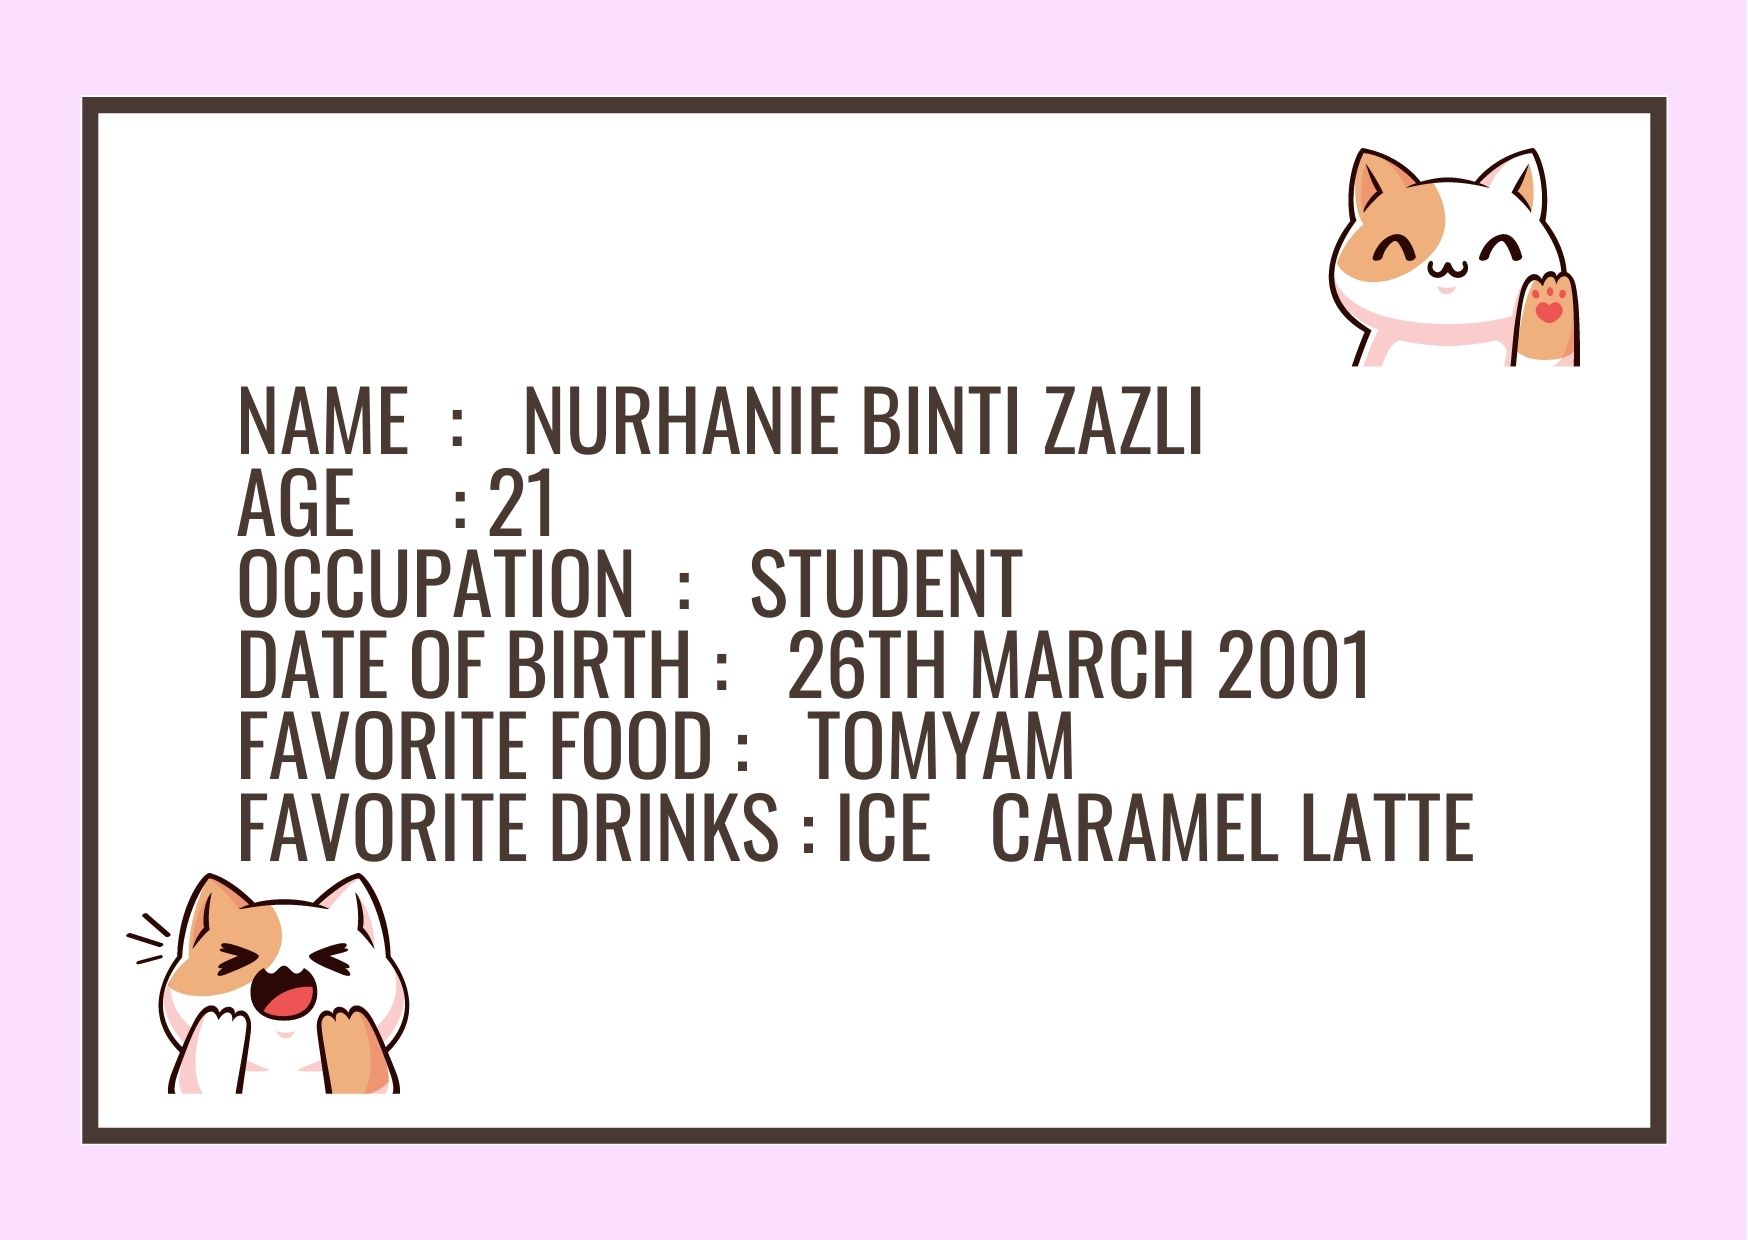 NAME : NURHANIE BINTI ZAZLI
AGE : 21
OCCUPATION : STUDENT
DATE OF BIRTH : 26TH MARCH 2001
FAVORITE FOOD : TOMYAM
FAVORITE DRINKS : ICE CARAMEL LATTE